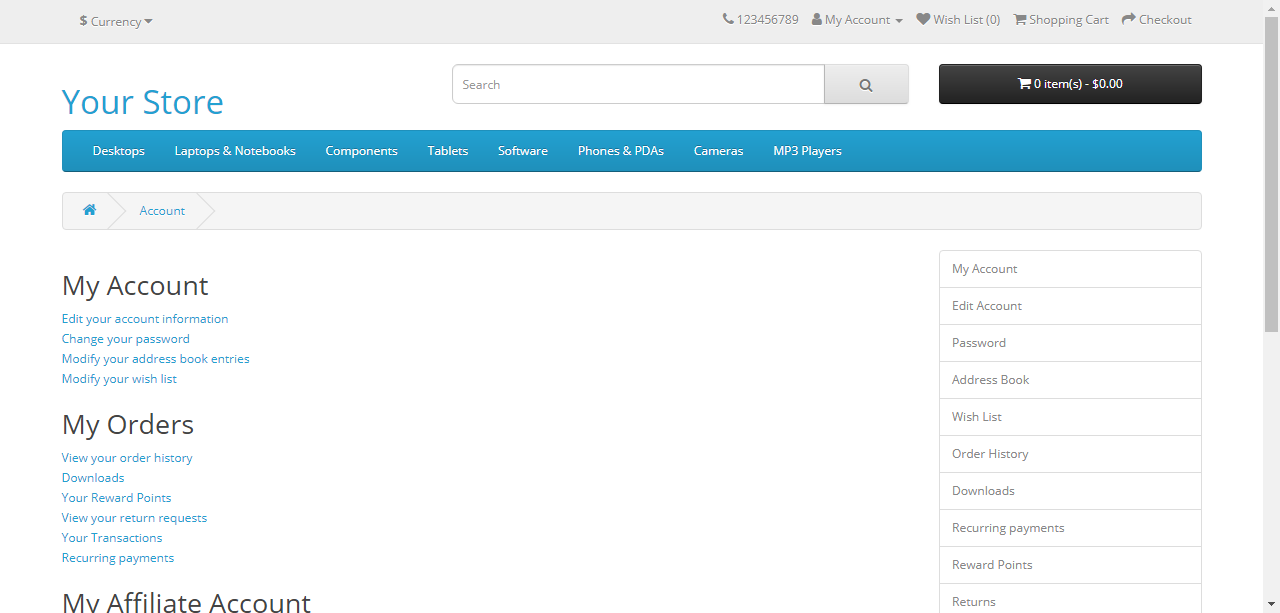 $ Currency
123456789 My Account Wish List (0) Shopping Cart Checkout
Your Store
Search
0 item(s) - $0.00
Desktops Laptops & Notebooks Components Tablets Software Phones & PDAs Cameras MP3 Players
Account
My Account
Edit your account information
Change your password
Modify your address book entries
Modify your wish list
My Orders
View your order history
Downloads
Your Reward Points
View your return requests
Your Transactions
Recurring payments
My Affiliate Account
My Account
Edit Account
Password
Address Book
Wish List
Order History
Downloads
Recurring payments
Reward Points
Returns